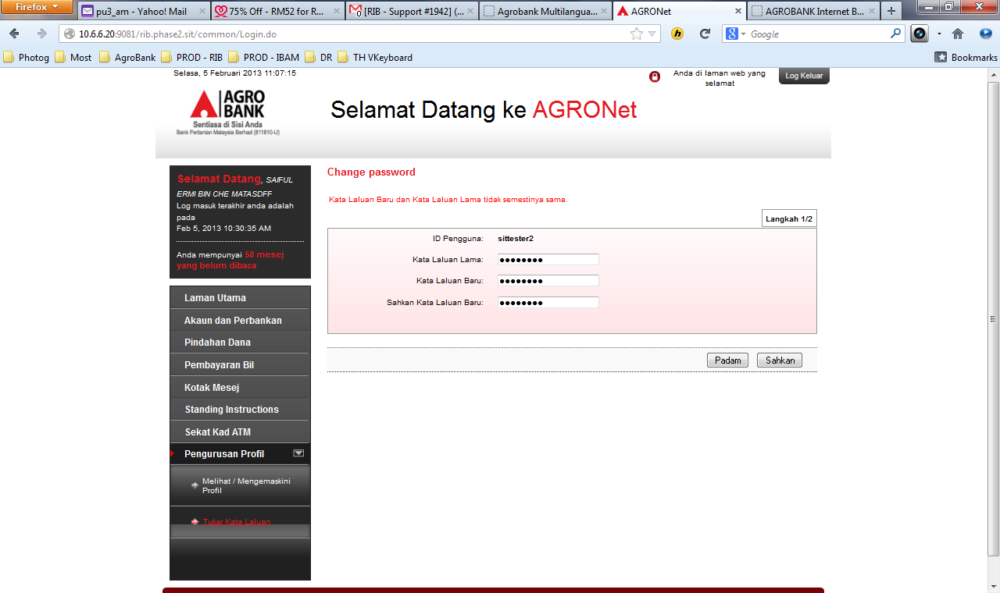 Firefox
pu3_am - Yahoo! Mail
75% Off - RM52 for R...
[RIB - Support #1942] (...
Agrobank Multilangua...
AGRONet
AGROBANK Internet B...
10.6.6.20:9081/rib.phase2.sit/common/Login.do
Google
Photog
Most
AgroBank
PROD - RIB
PROD - IBAM
DR
TH VKeyboard
Bookmarks
Selasa, 5 Februari 2013 11:07:15
Anda di laman web yang
selamat
Log Keluar
AGRO
BANK
Sentiasa di Sisi Anda
Bank Pertanian Malaysia Berhad (811810-U)
Selamat Datang ke AGRONet
Selamat Datang, SAIFUL
ERMI BIN CHE MATASDFF
Log masuk terakhir anda adalah
pada
Feb 5, 2013 10:30:35 AM
Anda mempunyai 58 mesej
yang belum dibaca
Laman Utama
Akaun dan Perbankan
Pindahan Dana
Pembayaran Bil
Kotak Mesej
Standing Instructions
Sekat Kad ATM
Pengurusan Profil
Melihat / Mengemaskini
Profil
Tukar Kata Laluan
Change password
Kata Laluan Baru dan Kata Laluan Lama tidak semestinya sama.
Langkah 1/2
ID Pengguna: sittester2
Kata Laluan Lama: ●●●●●●●●
Kata Laluan Baru: ●●●●●●●●
Sahkan Kata Laluan Baru: ●●●●●●●●
Padam
Sahkan